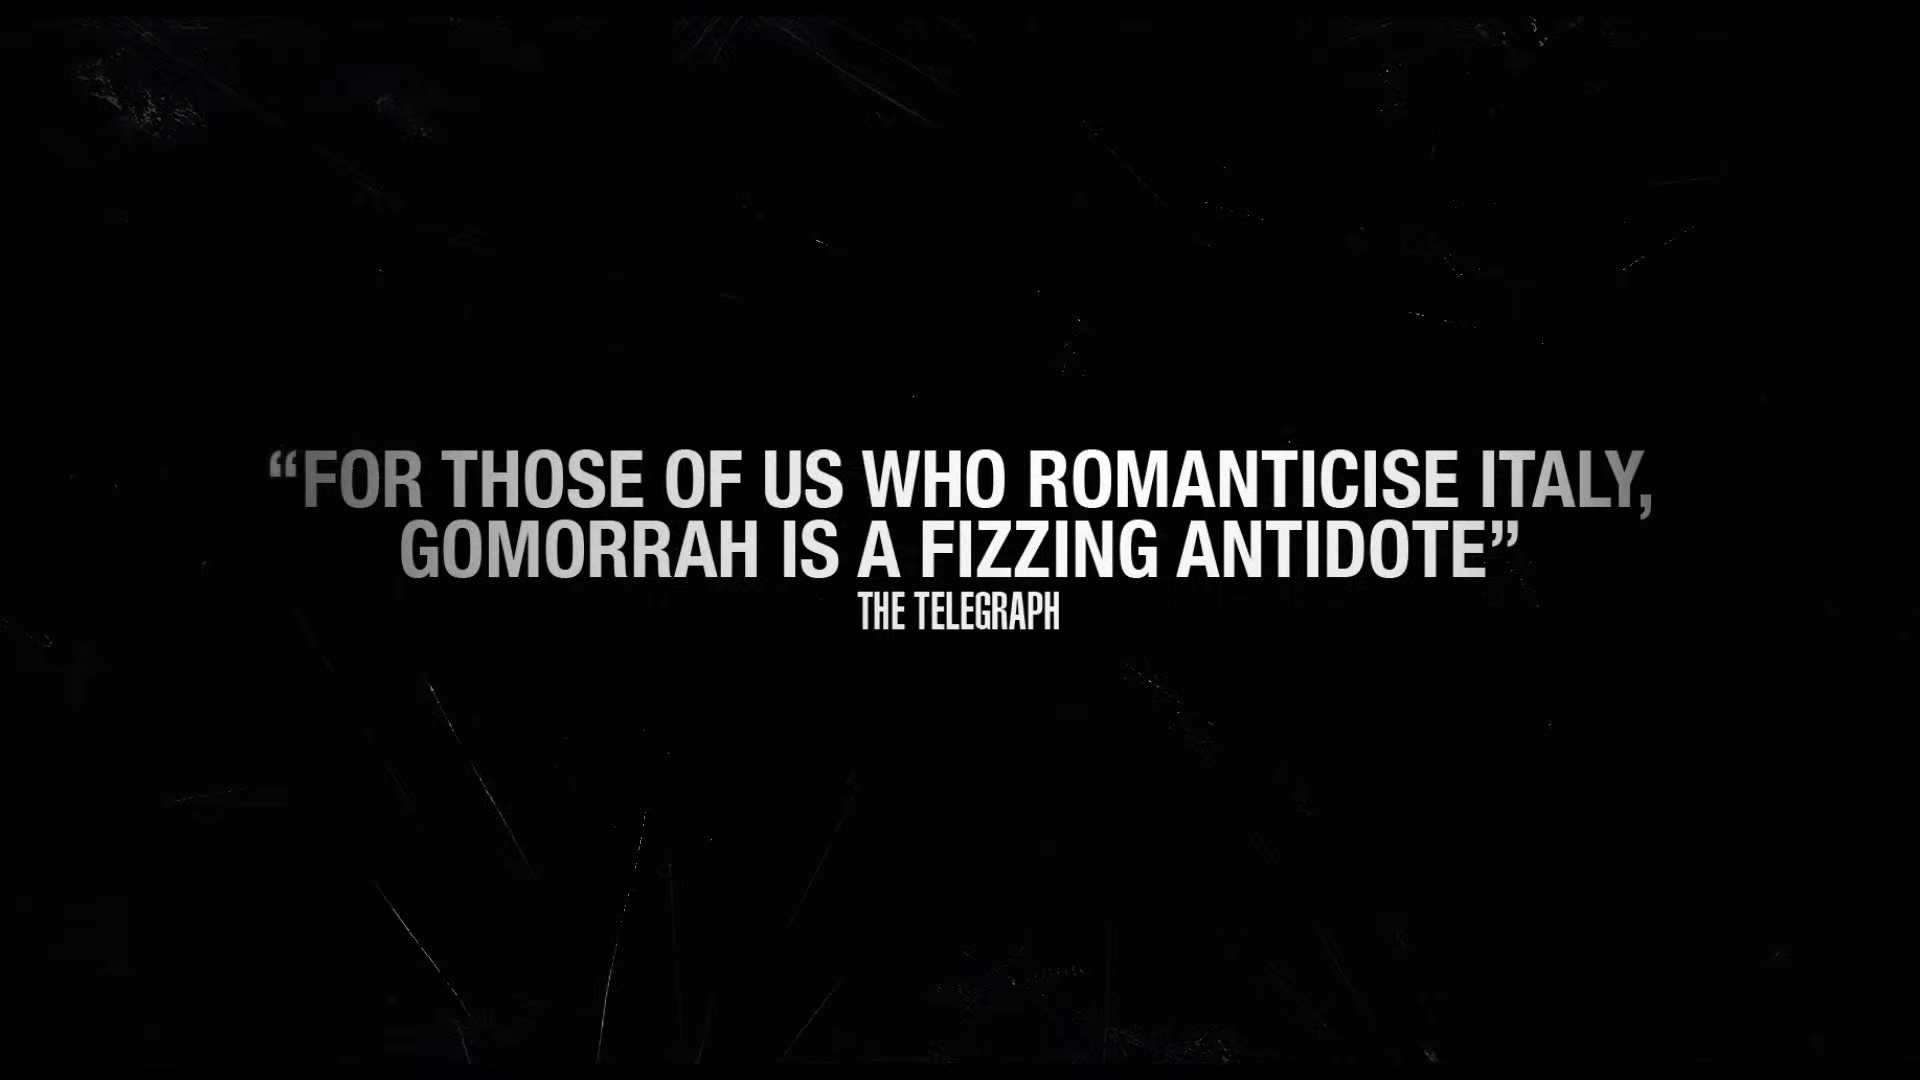 “FOR THOSE OF US WHO ROMANTICISE ITALY,
GOMORRAH IS A FIZZING ANTIDOTE”
THE TELEGRAPH